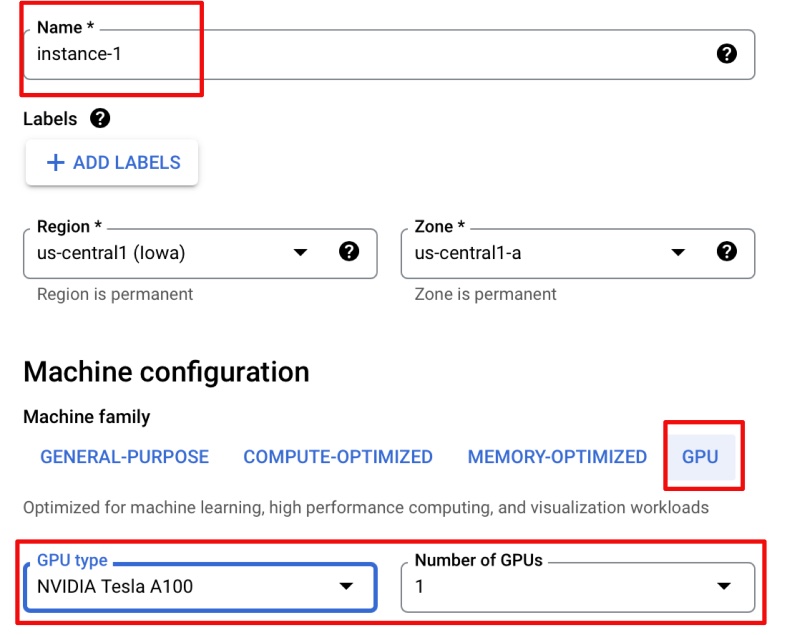 Name *
instance-1
Labels
+ ADD LABELS
Region *
us-central1 (Iowa)
Region is permanent
Zone *
us-central1-a
Zone is permanent
Machine configuration
Machine family
GENERAL-PURPOSE COMPUTE-OPTIMIZED MEMORY-OPTIMIZED GPU
Optimized for machine learning, high performance computing, and visualization workloads
GPU type
NVIDIA Tesla A100
Number of GPUs
1